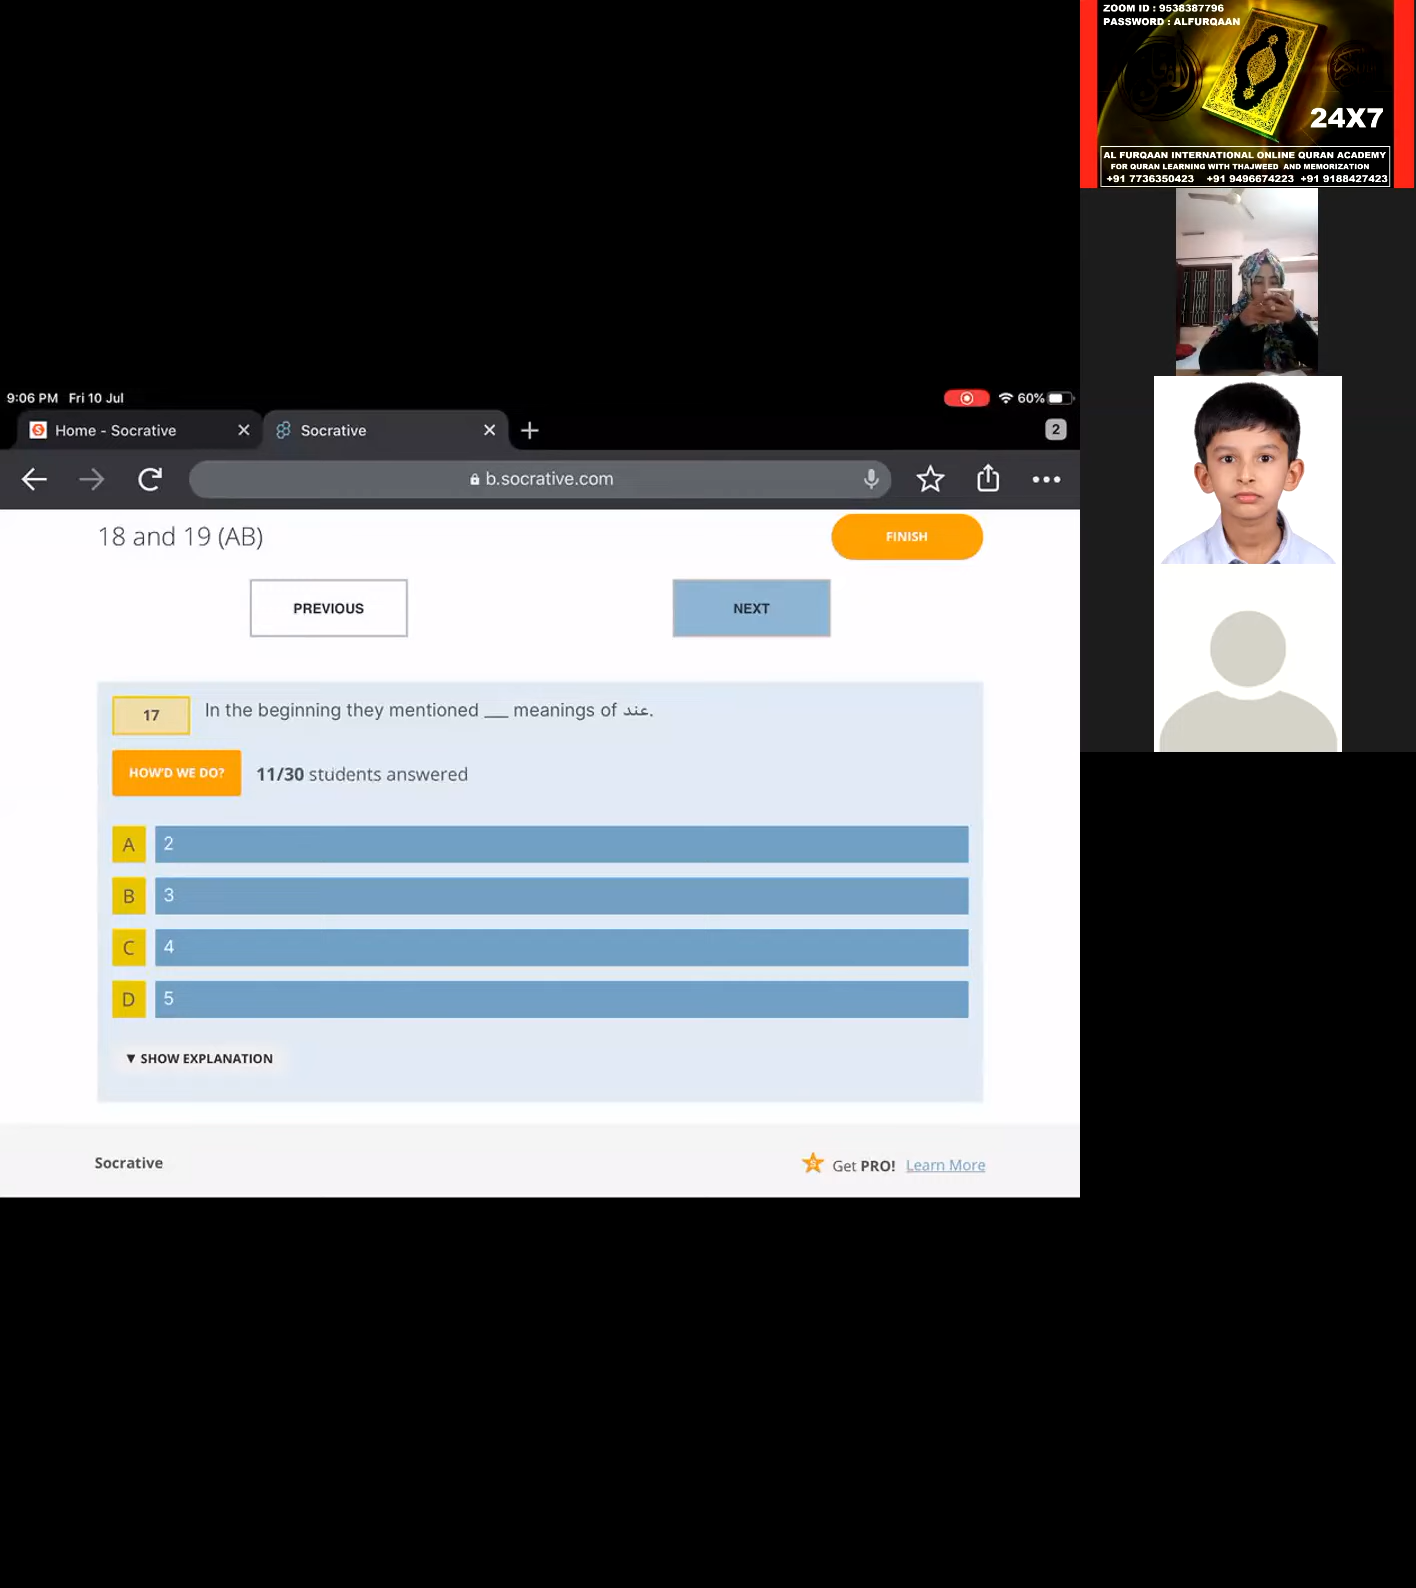 ZOOM ID : 9538387796
PASSWORD : ALFURQAAN
24X7
AL FURQAAN INTERNATIONAL ONLINE QURAN ACADEMY
FOR QURAN LEARNING WITH THAJWEED AND MEMORIZATION
+91 7736350423 +91 9496674223 +91 9188427423
9:06 PM Fri 10 Jul
60%
Home - Socrative
Socrative
2
b.socrative.com
18 and 19 (AB)
FINISH
PREVIOUS
NEXT
17
In the beginning they mentioned ___ meanings of عند.
HOW'D WE DO?
11/30 students answered
A 2
B 3
C 4
D 5
▼ SHOW EXPLANATION
Socrative
Get PRO! Learn More